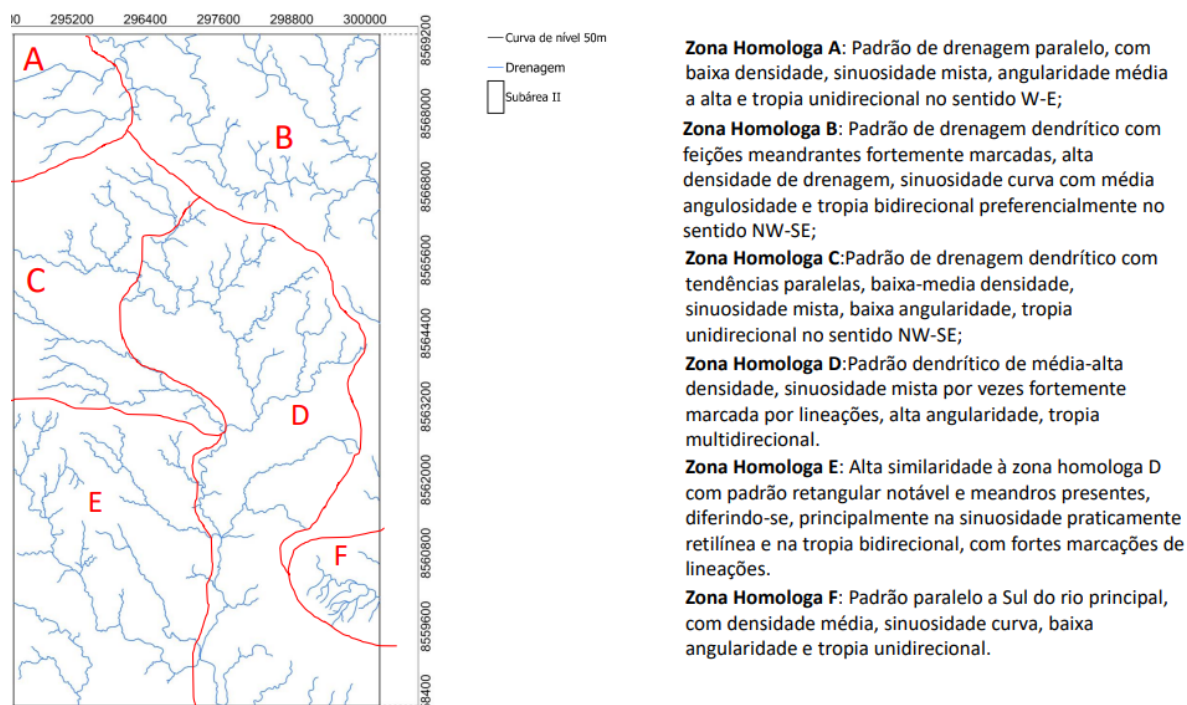 00 295200 296400 297600 298800 300000
8569200
8568000
8566800
8565600
8564400
8563200
8562000
8560800
8559600
58400
A
B
C
D
E
F
Curva de nível 50m
Drenagem
Subárea II
Zona Homologa A: Padrão de drenagem paralelo, com
baixa densidade, sinuosidade mista, angularidade média
a alta e tropia unidirecional no sentido W-E;
Zona Homologa B: Padrão de drenagem dendrítico com
feições meandrantes fortemente marcadas, alta
densidade de drenagem, sinuosidade curva com média
angulosidade e tropia bidirecional preferencialmente no
sentido NW-SE;
Zona Homologa C:Padrão de drenagem dendrítico com
tendências paralelas, baixa-media densidade,
sinuosidade mista, baixa angularidade, tropia
unidirecional no sentido NW-SE;
Zona Homologa D:Padrão dendrítico de média-alta
densidade, sinuosidade mista por vezes fortemente
marcada por lineações, alta angularidade, tropia
multidirecional.
Zona Homologa E: Alta similaridade à zona homologa D
com padrão retangular notável e meandros presentes,
diferindo-se, principalmente na sinuosidade praticamente
retilínea e na tropia bidirecional, com fortes marcações de
lineações.
Zona Homologa F: Padrão paralelo a Sul do rio principal,
com densidade média, sinuosidade curva, baixa
angularidade e tropia unidirecional.